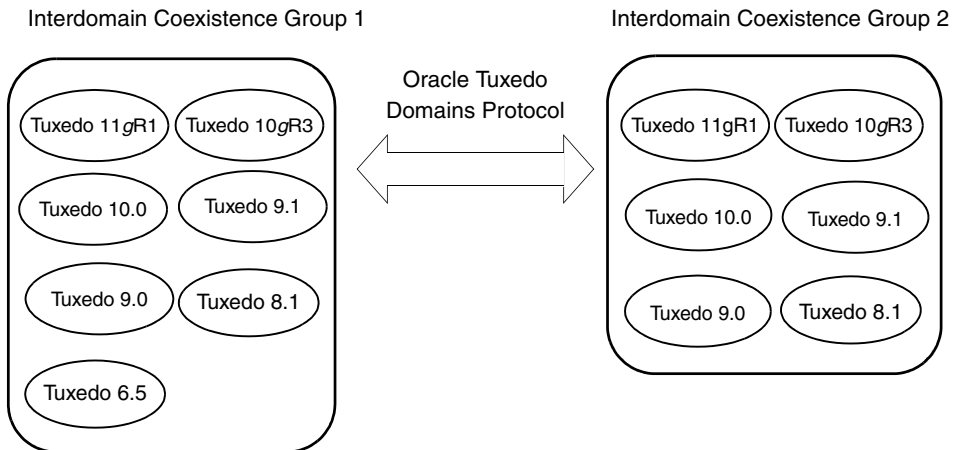 Interdomain Coexistence Group 1
Interdomain Coexistence Group 2
Oracle Tuxedo
Domains Protocol
Tuxedo 11gR1
Tuxedo 10gR3
Tuxedo 10.0
Tuxedo 9.1
Tuxedo 9.0
Tuxedo 8.1
Tuxedo 6.5
Tuxedo 11gR1
Tuxedo 10gR3
Tuxedo 10.0
Tuxedo 9.1
Tuxedo 9.0
Tuxedo 8.1